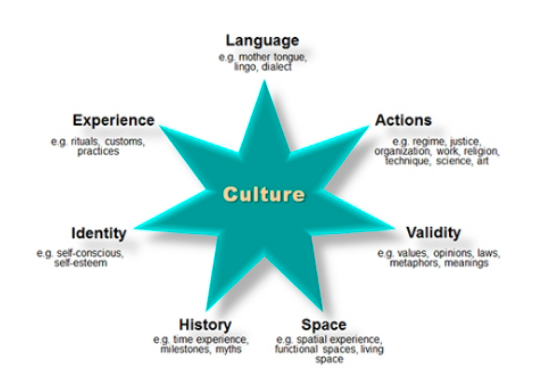 Language
e.g. mother tongue,
lingo, dialect
Experience
e.g. rituals, customs,
practices
Actions
e.g. regime, justice,
organization, work, religion,
technique, science, art
Culture
Identity
e.g. self-conscious,
self-esteem
Validity
e.g. values, opinions, laws,
metaphors, meanings
History
e.g. time experience,
milestones, myths
Space
e.g. spatial experience,
functional spaces, living
space